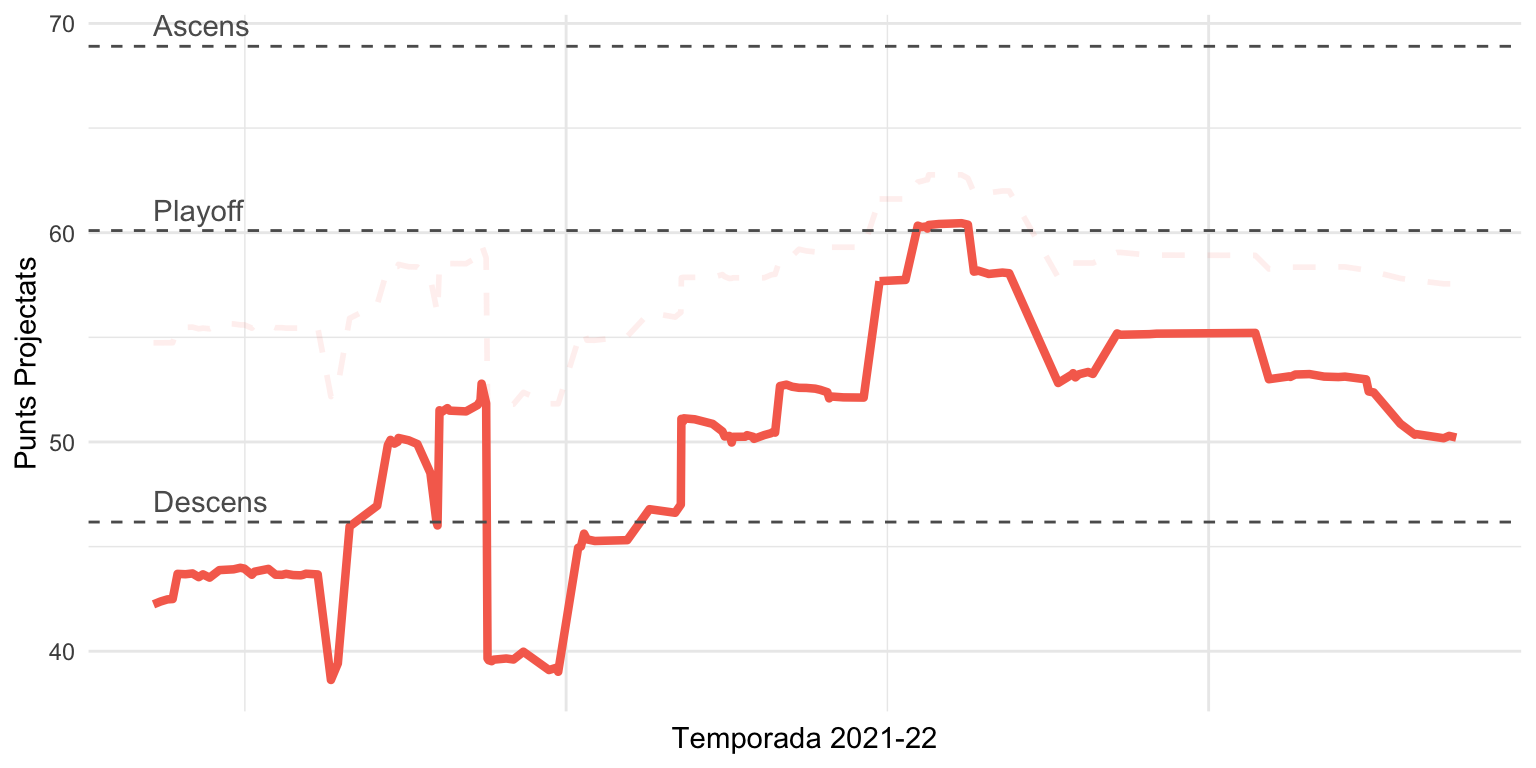 70
Ascens
Playoff
60
50
Descens
40
Punts Projectats
Temporada 2021-22